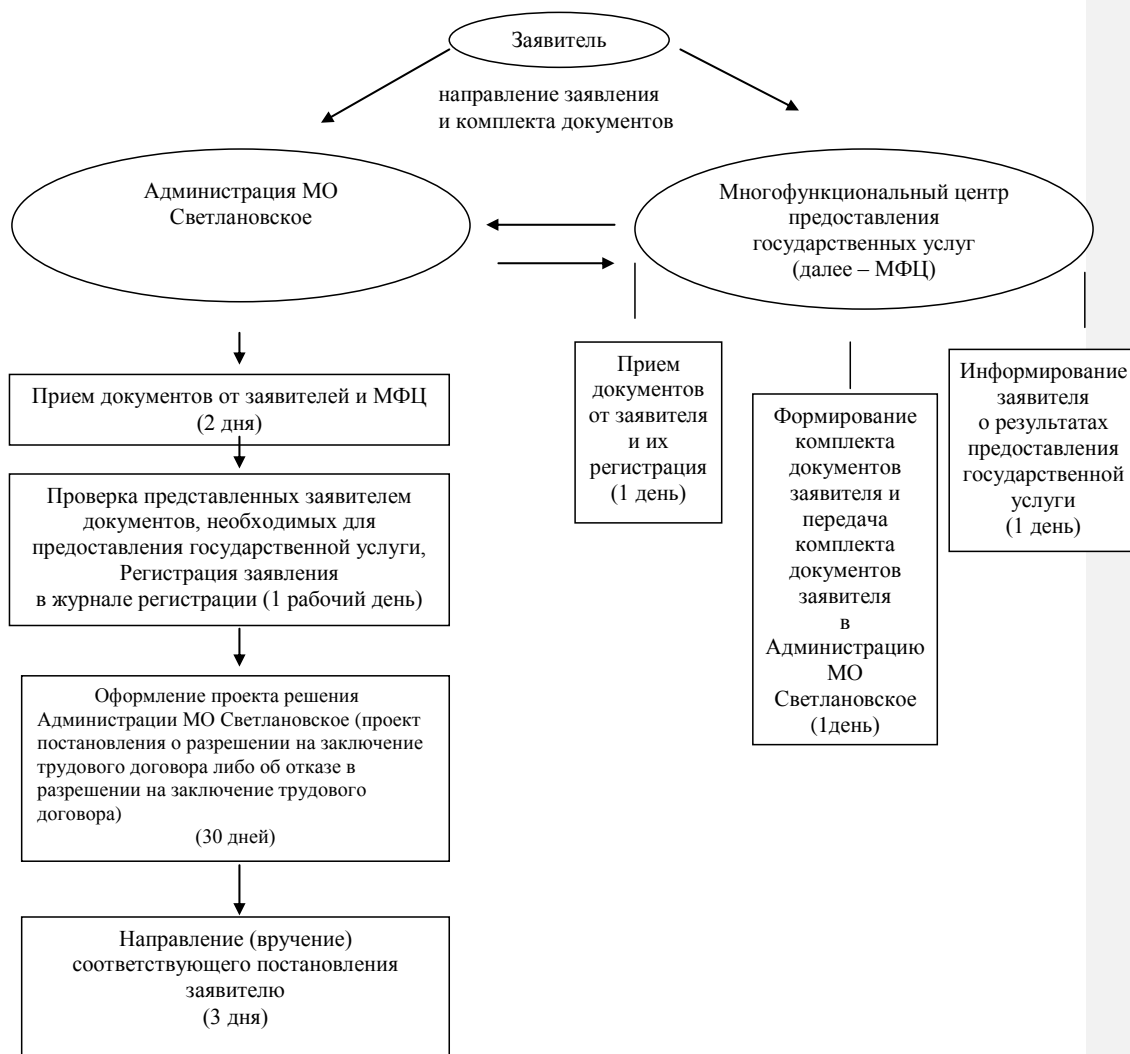 Заявитель
направление заявления
и комплекта документов
Администрация МО
Светлановское
Многофункциональный центр
предоставления
государственных услуг
(далее – МФЦ)
Прием документов от заявителей и МФЦ
(2 дня)
Проверка представленных заявителем
документов, необходимых для
предоставления государственной услуги,
Регистрация заявления
в журнале регистрации (1 рабочий день)
Оформление проекта решения
Администрации МО Светлановское (проект
постановления о разрешении на заключение
трудового договора либо об отказе в
разрешении на заключение трудового
договора)
(30 дней)
Направление (вручение)
соответствующего постановления
заявителю
(3 дня)
Прием
документов
от заявителя
и их
регистрация
(1 день)
Формирование
комплекта
документов
заявителя и
передача
комплекта
документов
заявителя
в
Администрацию
МО
Светлановское
(1день)
Информирование
заявителя
о результатах
предоставления
государственной
услуги
(1 день)